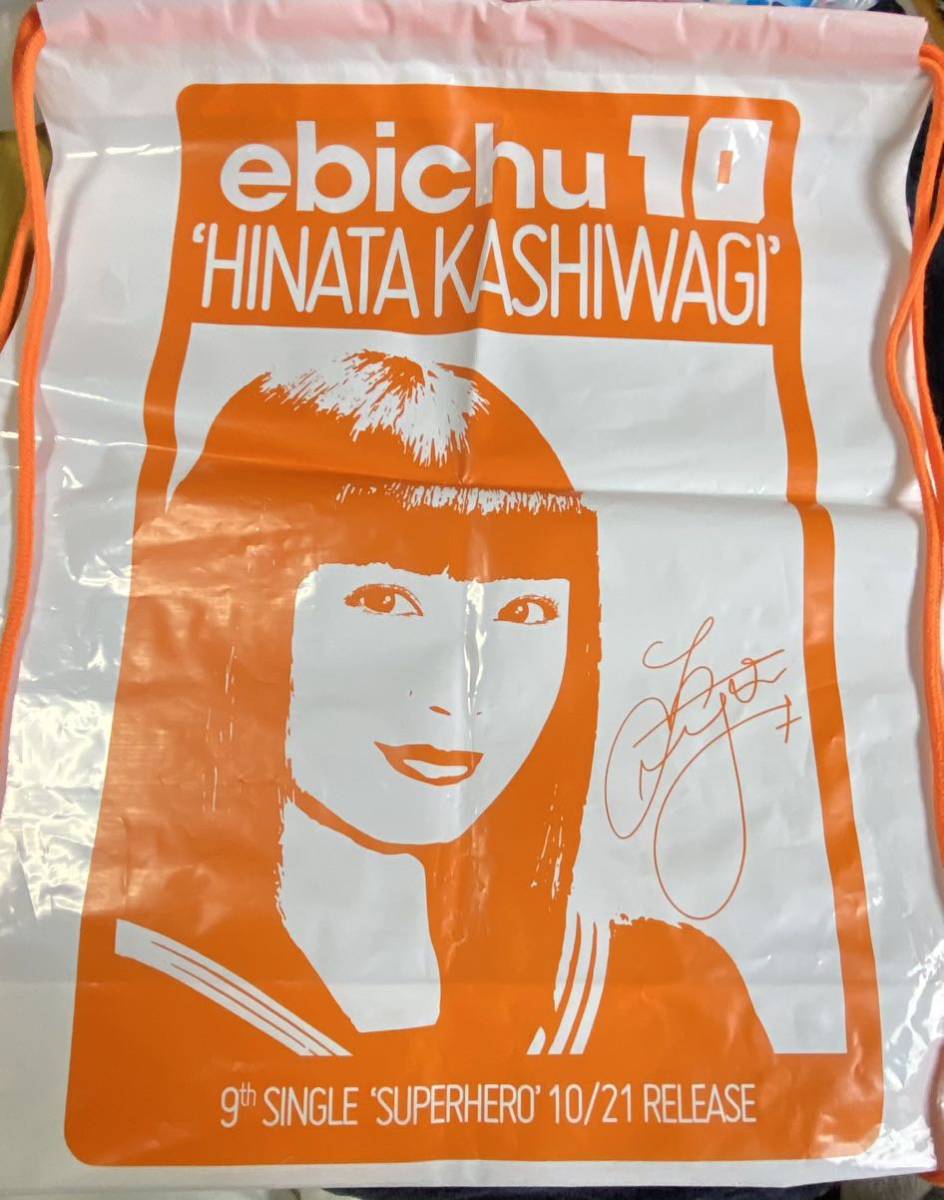 ebichu 10
‘HINATA KASHIWAGI’
9th SINGLE ‘SUPERHERO’ 10/21 RELEASE